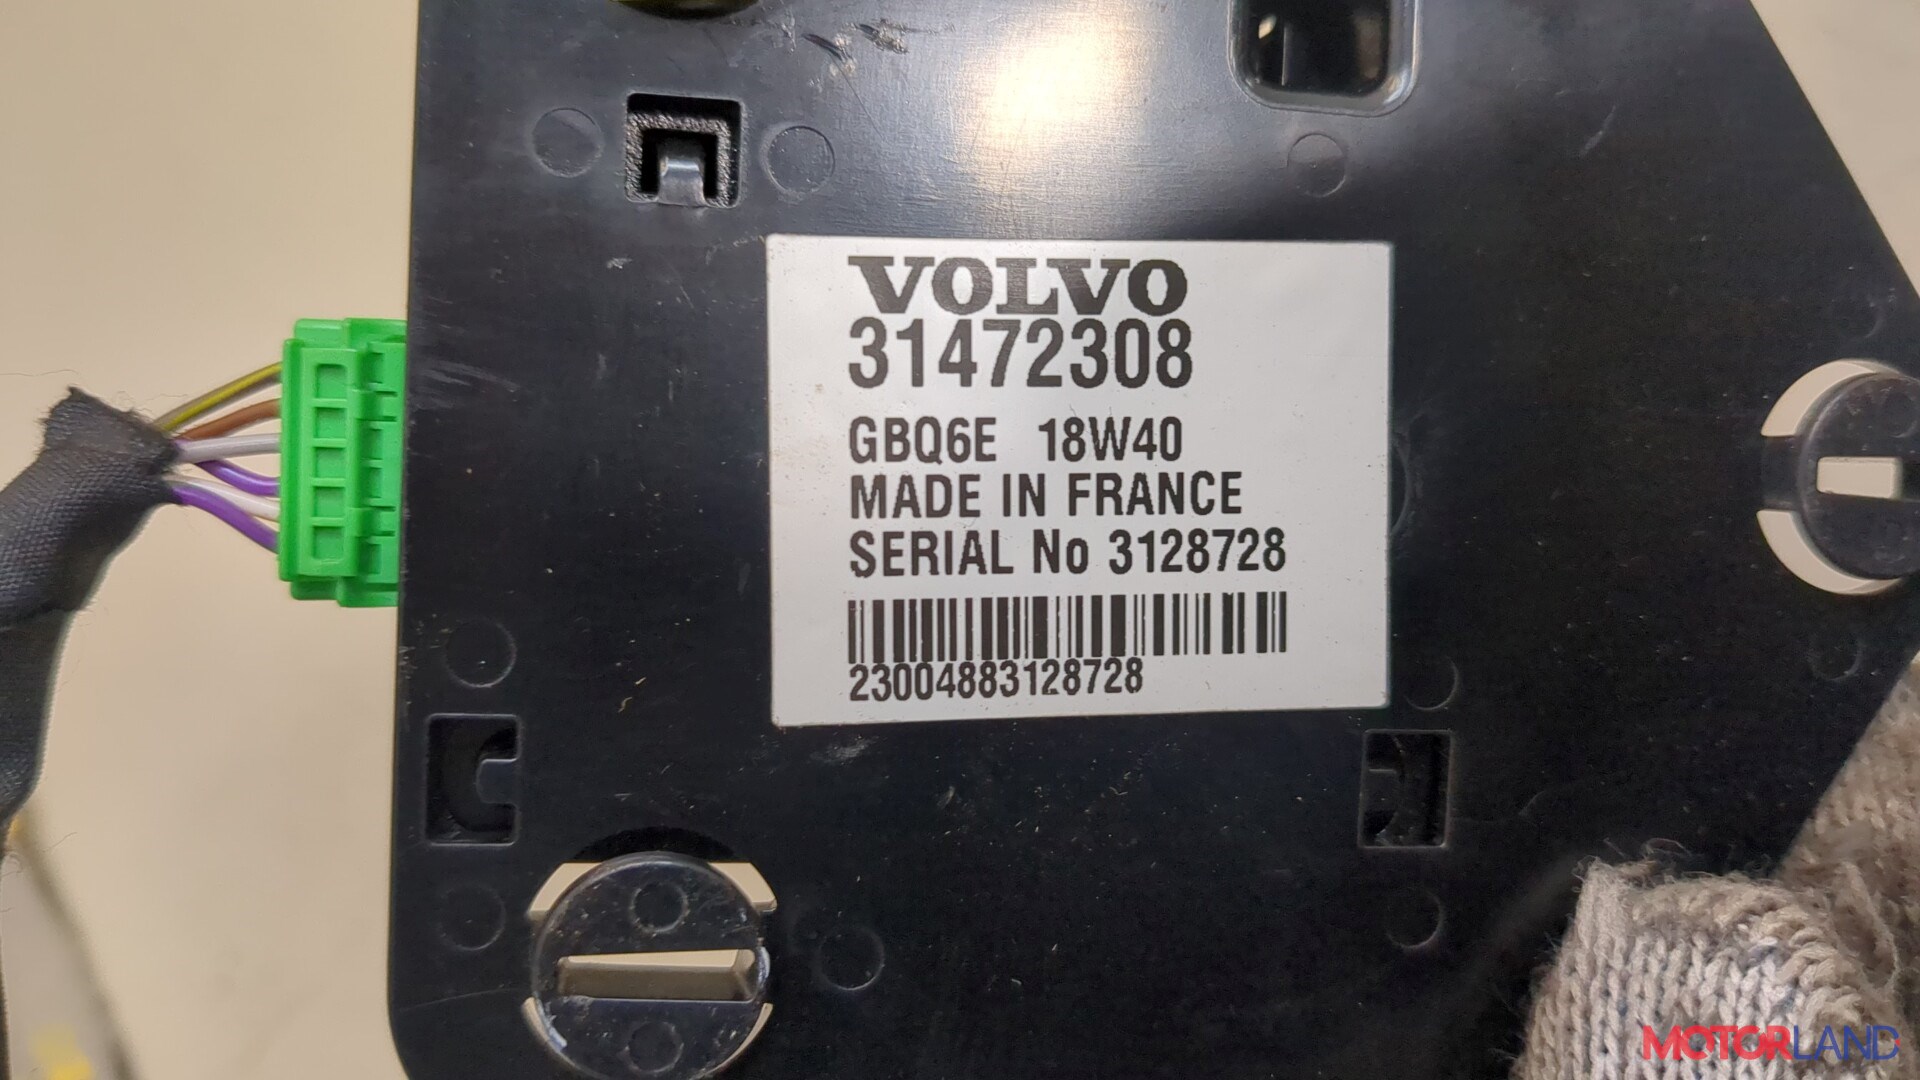 VOLVO
31472308
GBQ6E 18W40
MADE IN FRANCE
SERIAL No 3128728
23004883128728
MOTORLAND